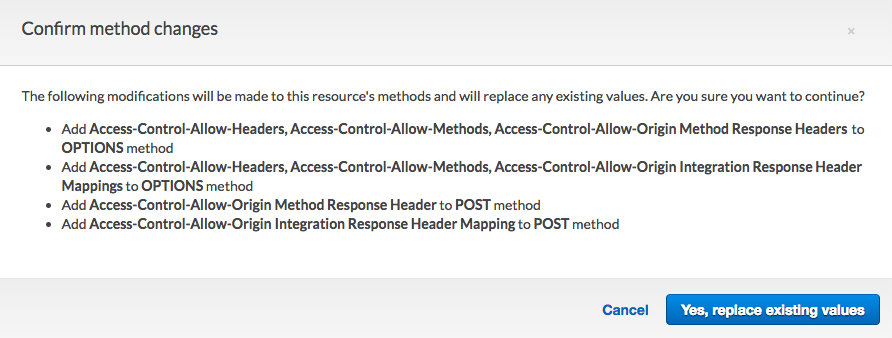 Confirm method changes
×
The following modifications will be made to this resource's methods and will replace any existing values. Are you sure you want to continue?
• Add Access-Control-Allow-Headers, Access-Control-Allow-Methods, Access-Control-Allow-Origin Method Response Headers to
OPTIONS method
• Add Access-Control-Allow-Headers, Access-Control-Allow-Methods, Access-Control-Allow-Origin Integration Response Header
Mappings to OPTIONS method
• Add Access-Control-Allow-Origin Method Response Header to POST method
• Add Access-Control-Allow-Origin Integration Response Header Mapping to POST method
Cancel
Yes, replace existing values